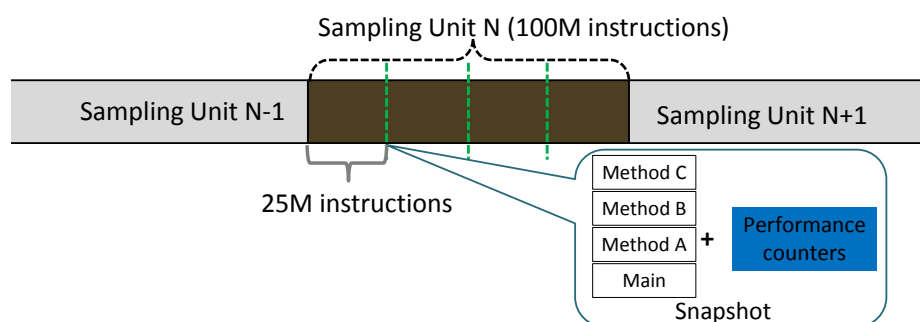 Sampling Unit N (100M instructions)
Sampling Unit N-1
Sampling Unit N+1
25M instructions
Method C
Method B
Method A
+
Performance
counters
Main
Snapshot